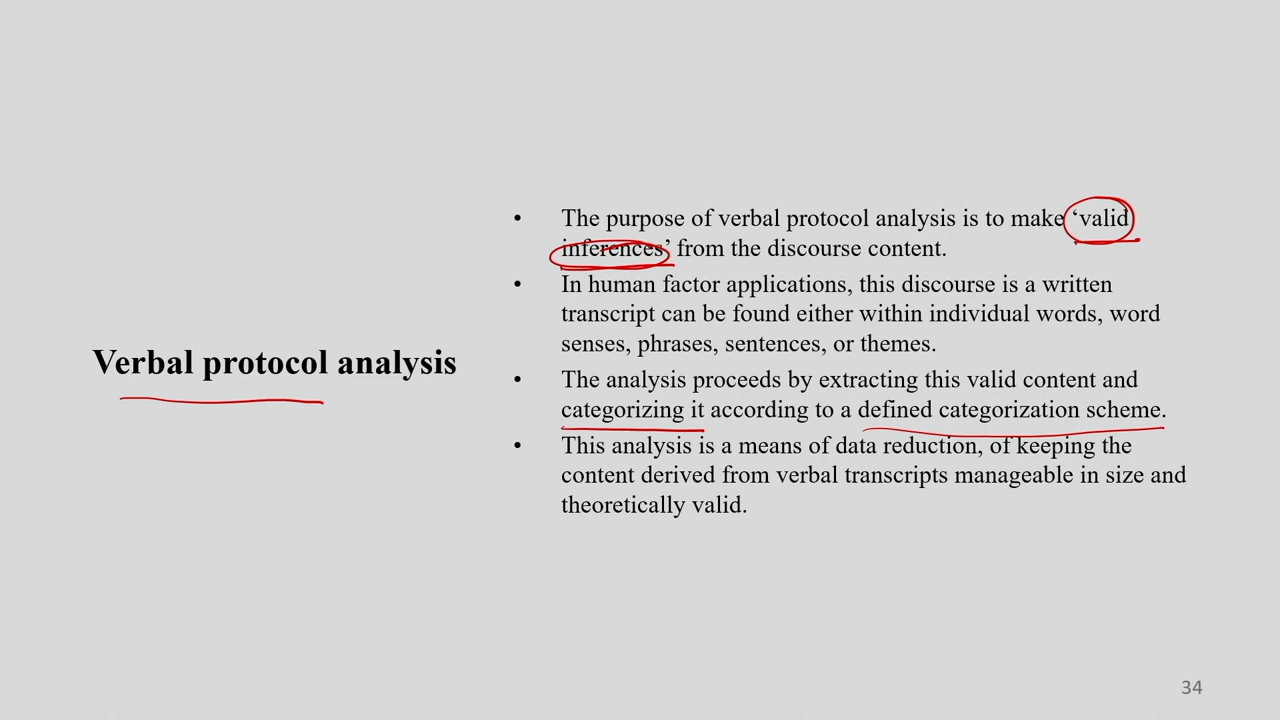 Verbal protocol analysis
• The purpose of verbal protocol analysis is to make ‘valid
inferences’ from the discourse content.
• In human factor applications, this discourse is a written
transcript can be found either within individual words, word
senses, phrases, sentences, or themes.
• The analysis proceeds by extracting this valid content and
categorizing it according to a defined categorization scheme.
• This analysis is a means of data reduction, of keeping the
content derived from verbal transcripts manageable in size and
theoretically valid.
34